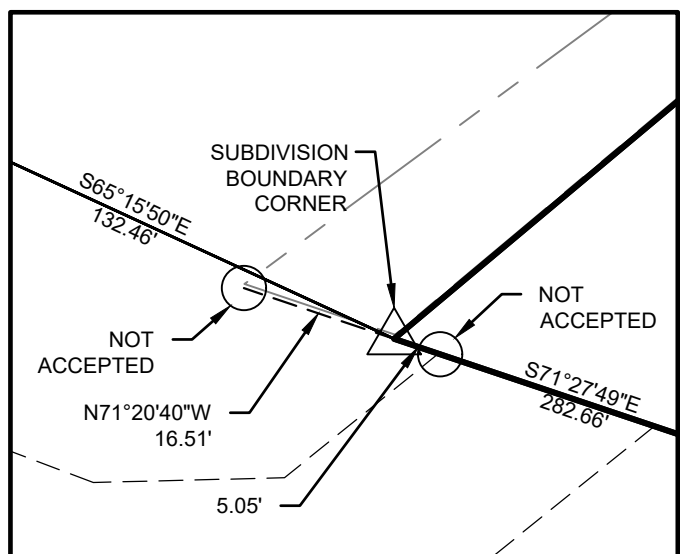 SUBDIVISION
BOUNDARY
CORNER
S65°15'50"E
132.46'
NOT
ACCEPTED
NOT
ACCEPTED
S71°27'49"E
282.66'
N71°20'40"W
16.51'
5.05'